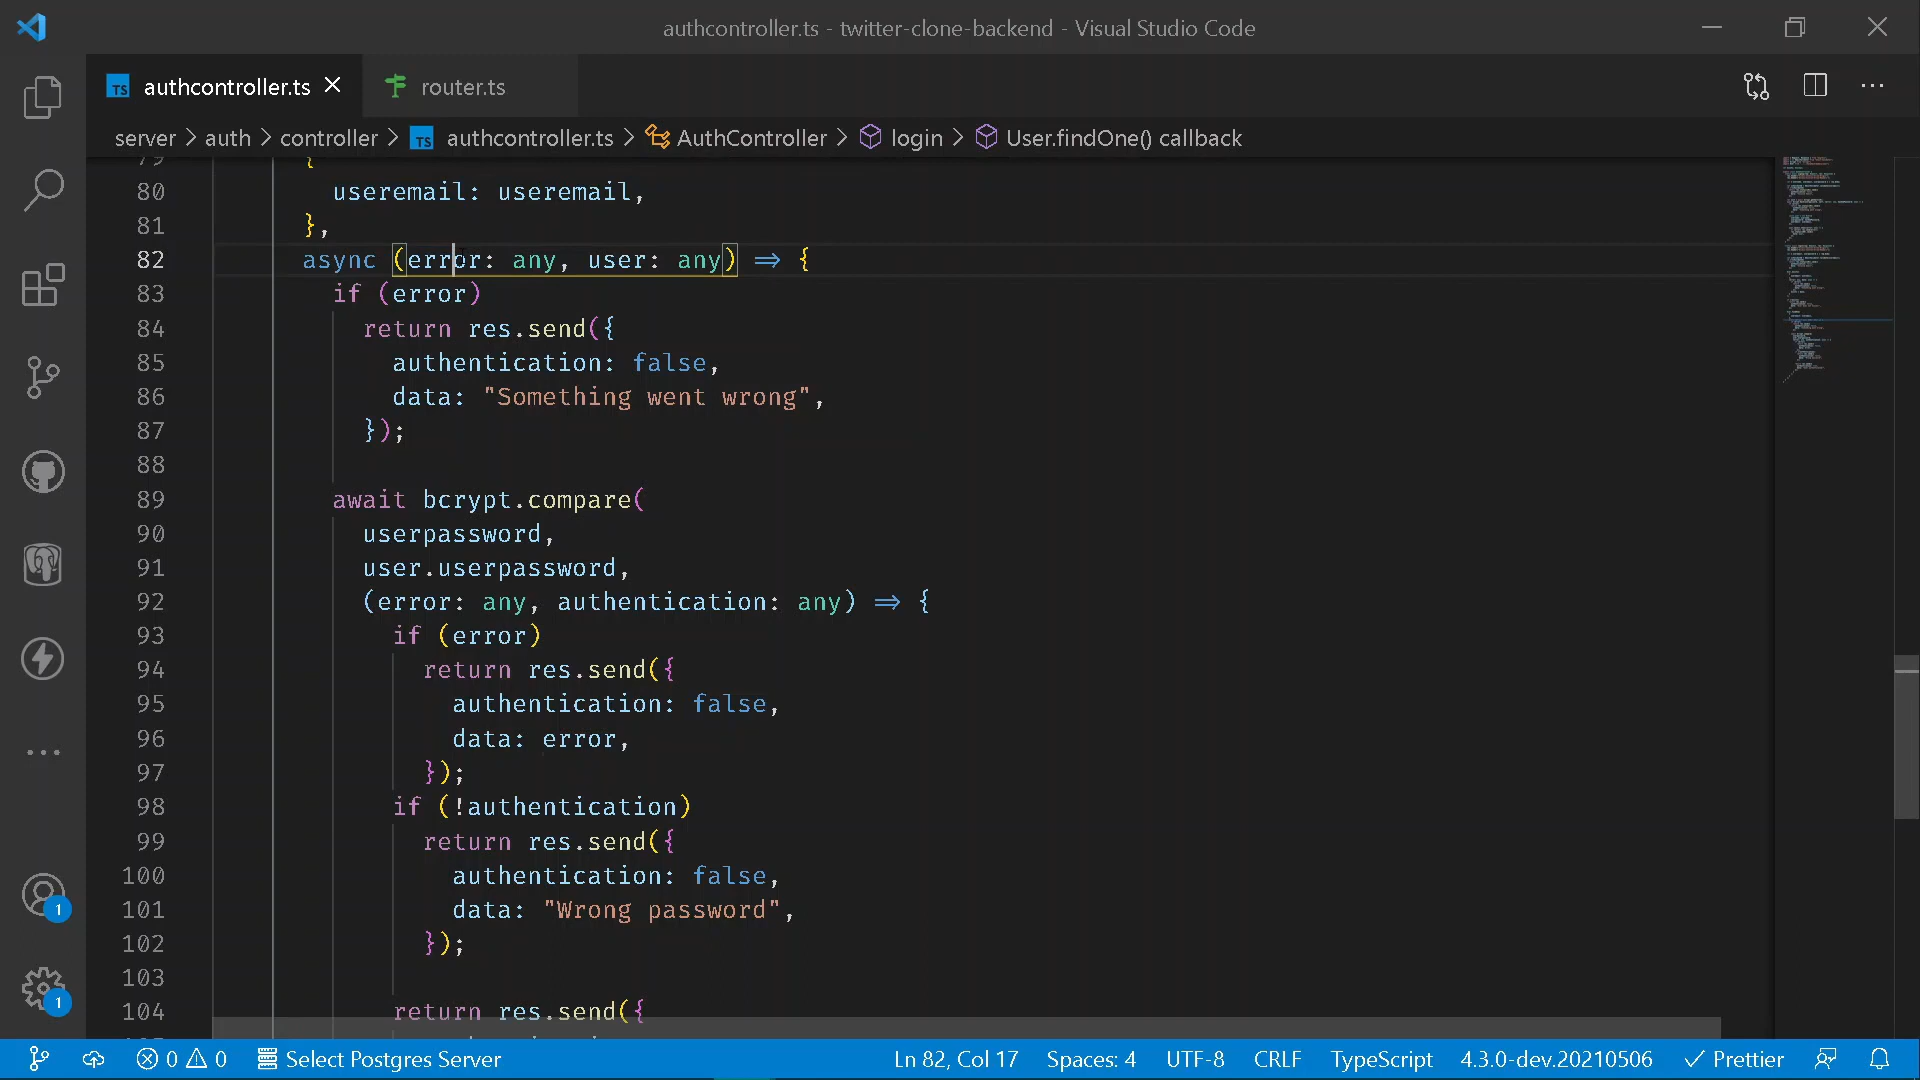 authcontroller.ts - twitter-clone-backend - Visual Studio Code
TS authcontroller.ts router.ts
server > auth > controller > TS authcontroller.ts > AuthController > login > User.findOne() callback
79 {
80 useremail: useremail,
81 },
82 async (error: any, user: any) => {
83 if (error)
84 return res.send({
85 authentication: false,
86 data: "Something went wrong",
87 });
88
89 await bcrypt.compare(
90 userpassword,
91 user.userpassword,
92 (error: any, authentication: any) => {
93 if (error)
94 return res.send({
95 authentication: false,
96 data: error,
97 });
98 if (!authentication)
99 return res.send({
100 authentication: false,
101 data: "Wrong password",
102 });
103
104 return res.send({
1
1
0 0 Select Postgres Server Ln 82, Col 17 Spaces: 4 UTF-8 CRLF TypeScript 4.3.0-dev.20210506 Prettier